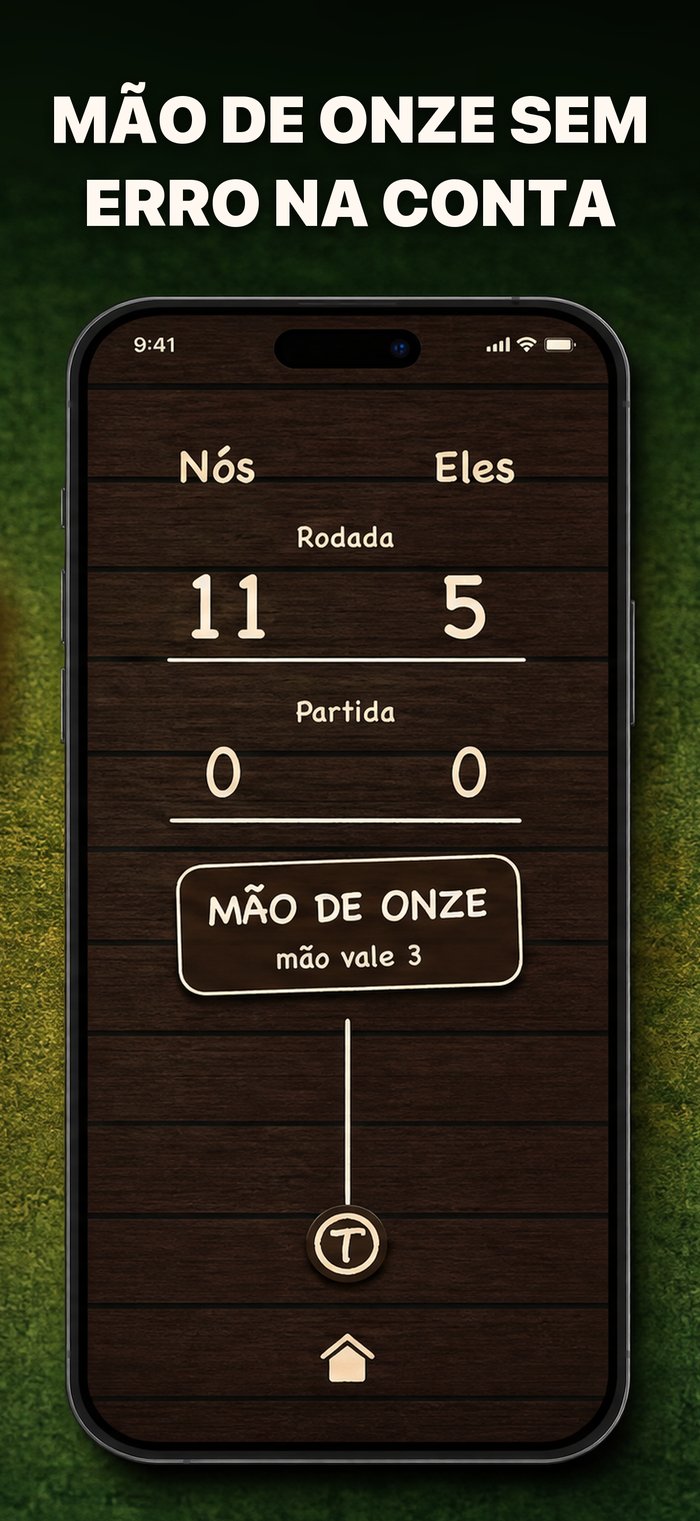 MÃO DE ONZE SEM
ERRO NA CONTA
9:41
Nós Eles
Rodada
11 5
Partida
0 0
MÃO DE ONZE
mão vale 3
T